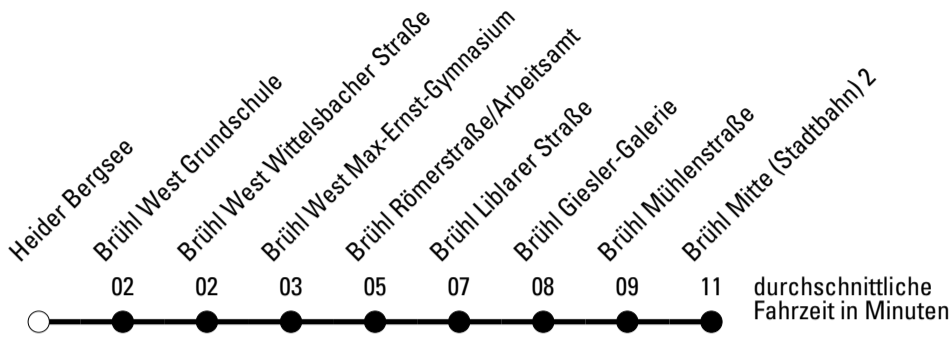 Heider Bergsee
Brühl West Grundschule
Brühl West Wittelsbacher Straße
Brühl West Max-Ernst-Gymnasium
Brühl Römerstraße/Arbeitsamt
Brühl Liblarer Straße
Brühl Giesler-Galerie
Brühl Mühlenstraße
Brühl Mitte (Stadtbahn) 2
02 02 03 05 07 08 09 11
durchschnittliche
Fahrzeit in Minuten